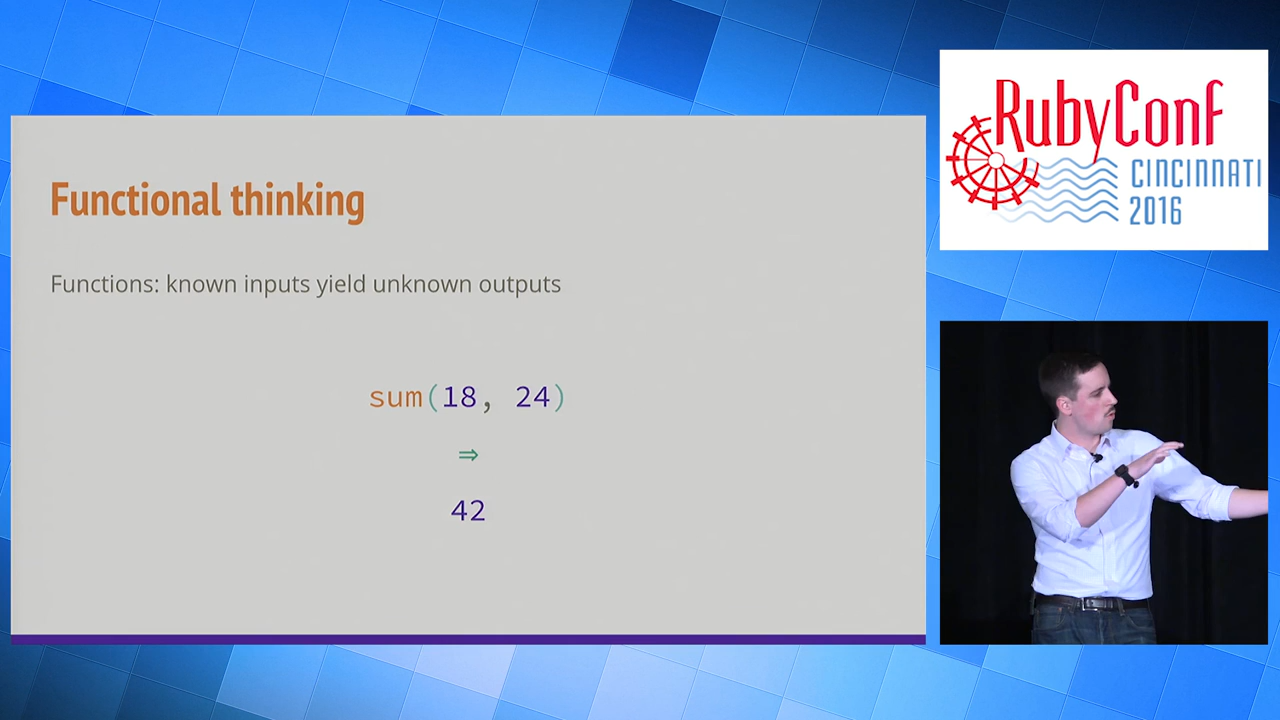 Functional thinking
Functions: known inputs yield unknown outputs
sum(18, 24)
⇒
42
RubyConf
CINCINNATI
2016